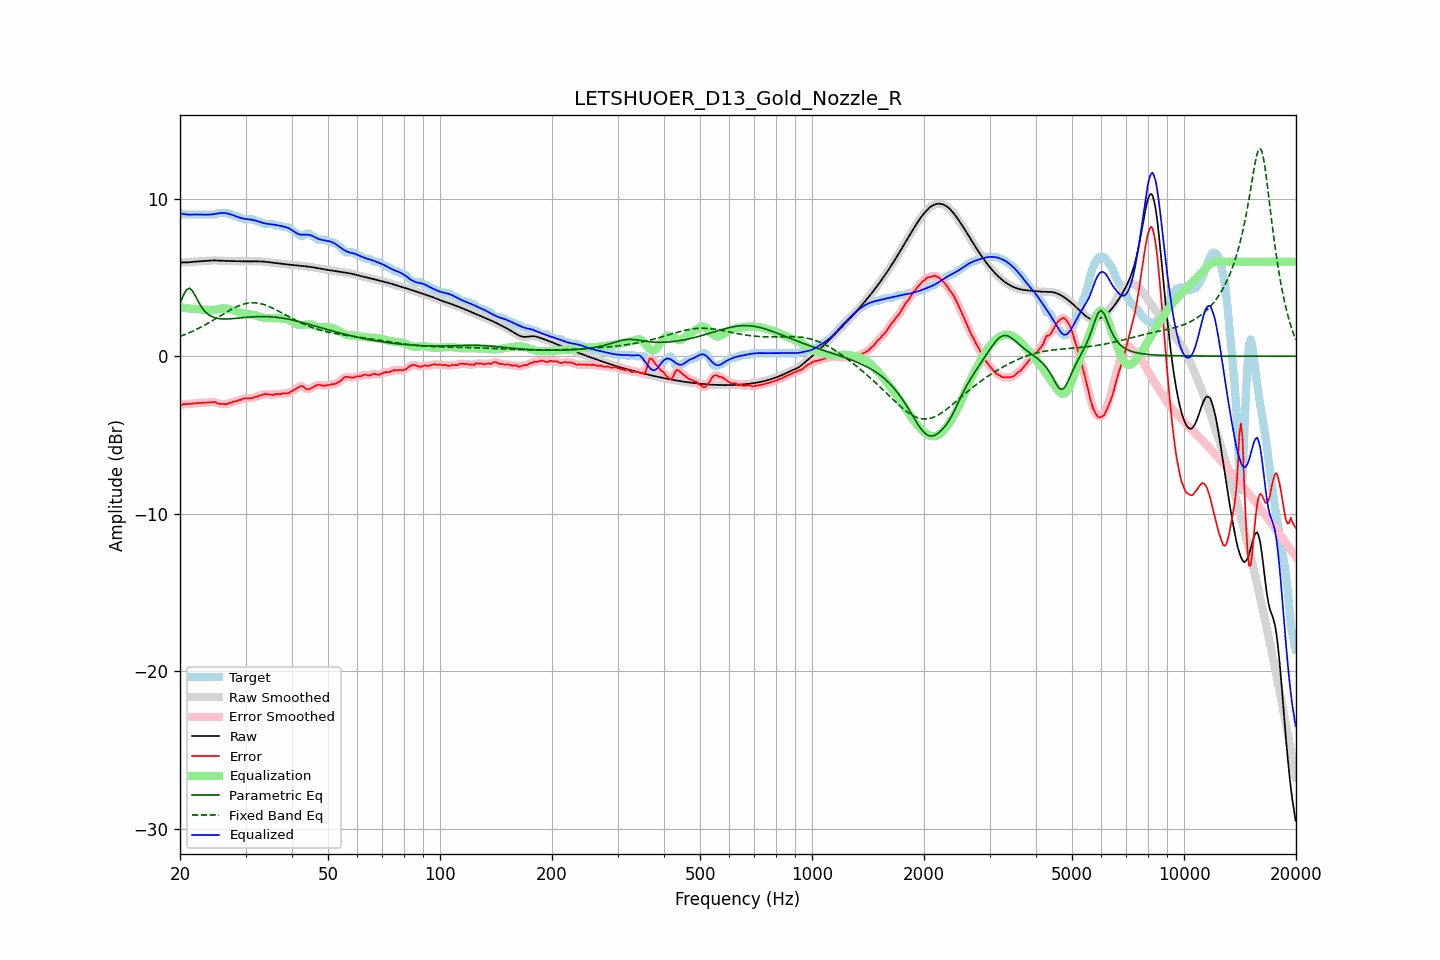 LETSHUOER_D13_Gold_Nozzle_R
Amplitude (dBr)
10
0
−10
−20
−30
Target
Raw Smoothed
Error Smoothed
Raw
Error
Equalization
Parametric Eq
Fixed Band Eq
Equalized
20 50 100 200 500 1000 2000 5000 10000 20000
Frequency (Hz)